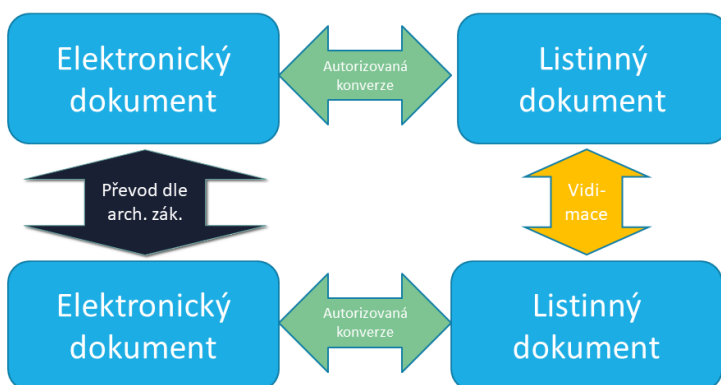 Elektronický
dokument
Autorizovaná
konverze
Listinný
dokument
Převod dle
arch. zák.
Vidi-
mace
Elektronický
dokument
Autorizovaná
konverze
Listinný
dokument